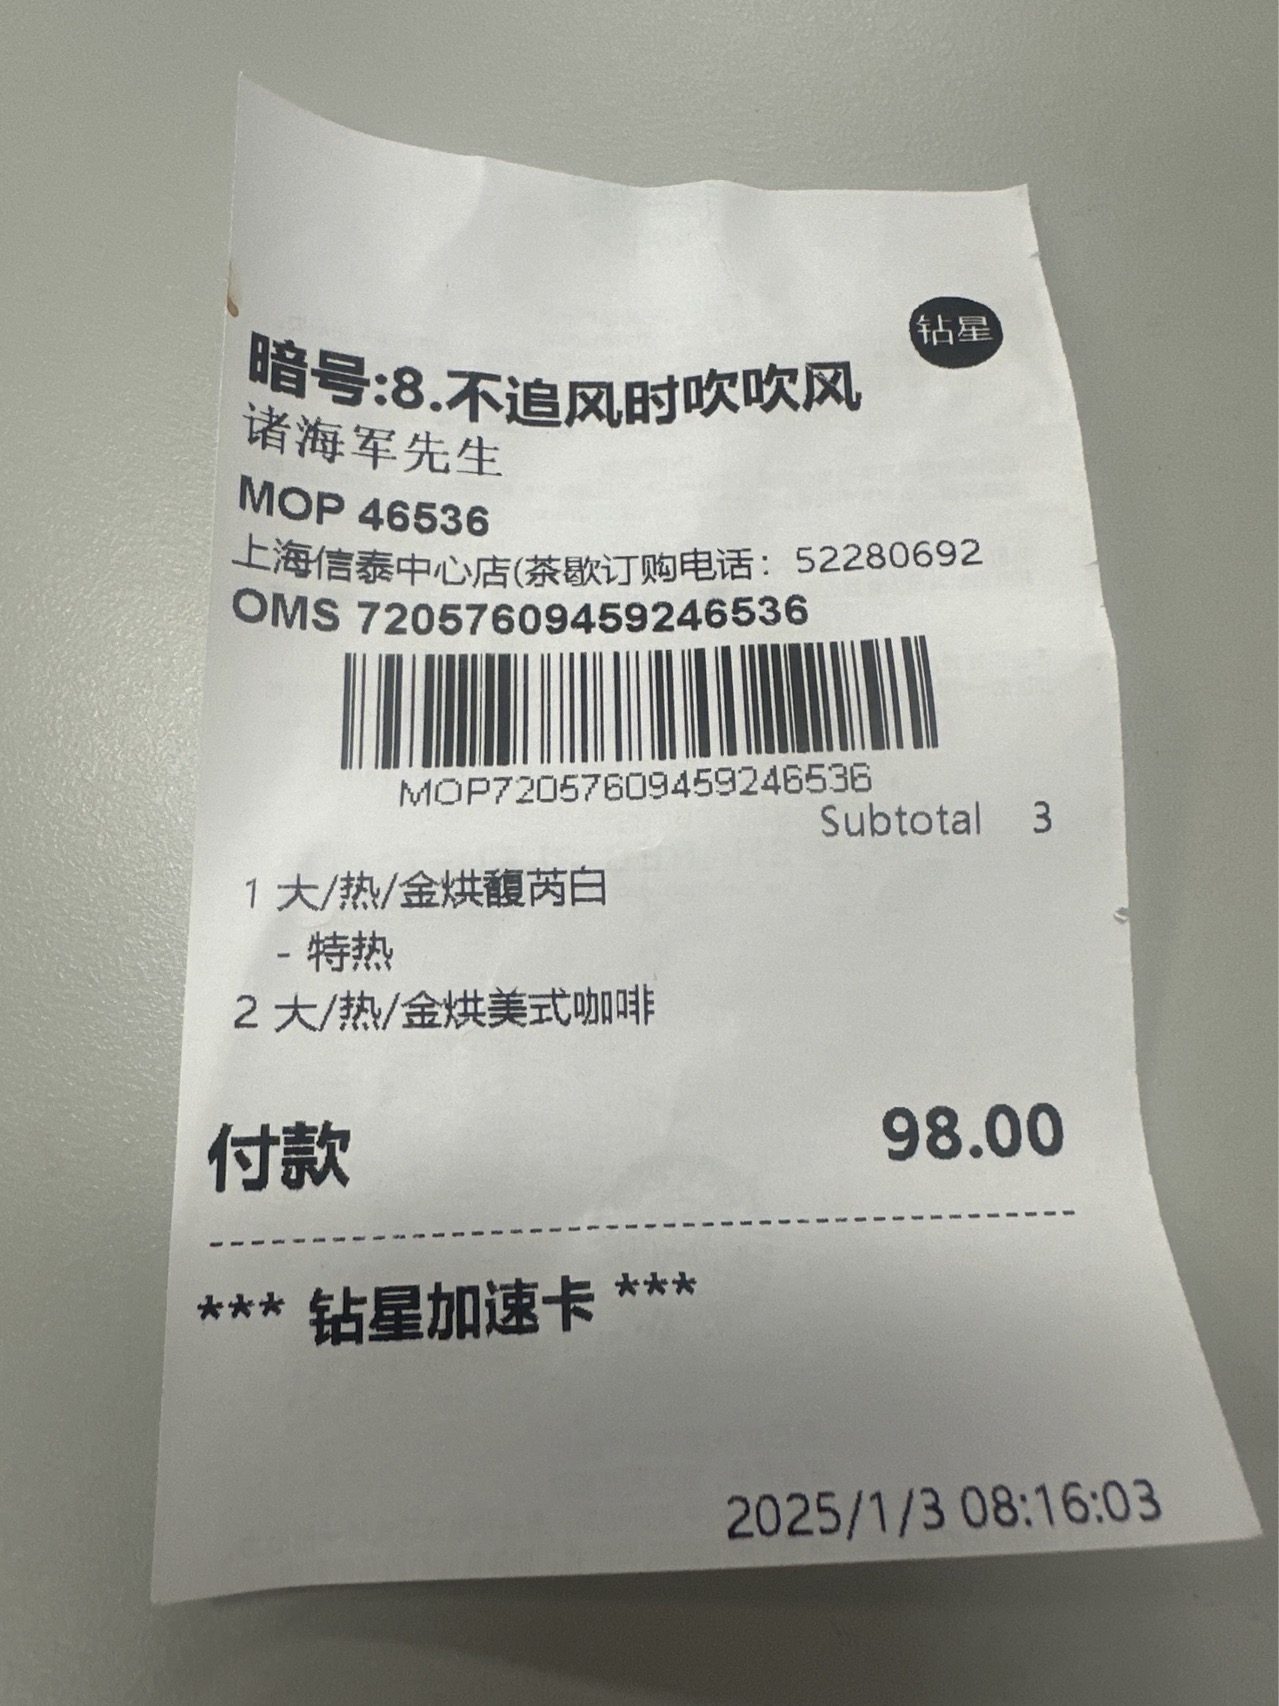 钻星
暗号:8.不追风时吹吹风
诸海军先生
MOP 46536
上海信泰中心店(茶歇订购电话：52280692
OMS 72057609459246536
MOP72057609459246536
Subtotal 3
1 大/热/金烘馥芮白
- 特热
2 大/热/金烘美式咖啡
付款 98.00
*** 钻星加速卡 ***
2025/1/3 08:16:03